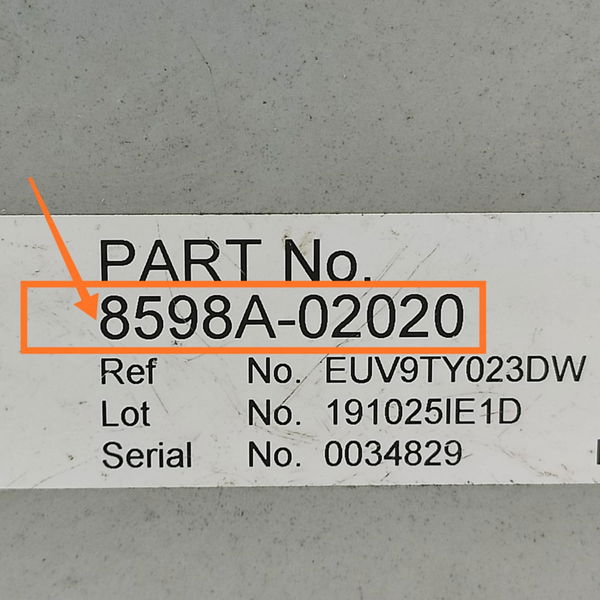 PART No.
8598A-02020
Ref No. EUV9TY023DW
Lot No. 191025IE1D
Serial No. 0034829